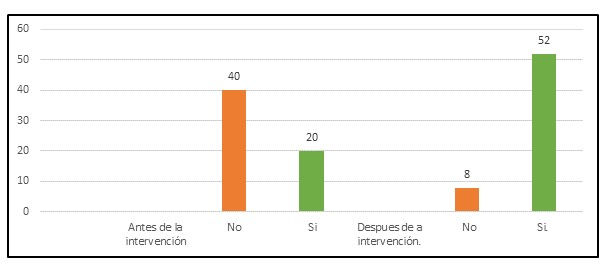 60
50
40
30
20
10
0
40
20
8
52
Antes de la
intervención
No
Si
Despues de a
intervención.
No
Si.